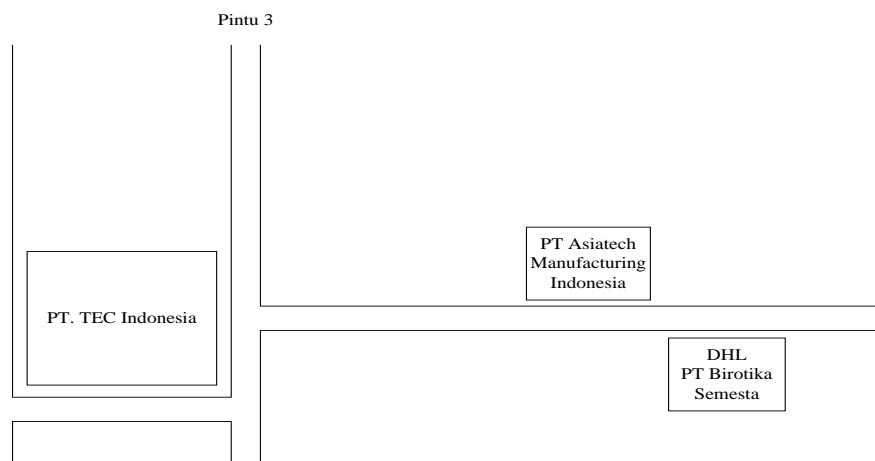 Pintu 3
PT Asiatech
Manufacturing
Indonesia
PT. TEC Indonesia
DHL
PT Birotika
Semesta